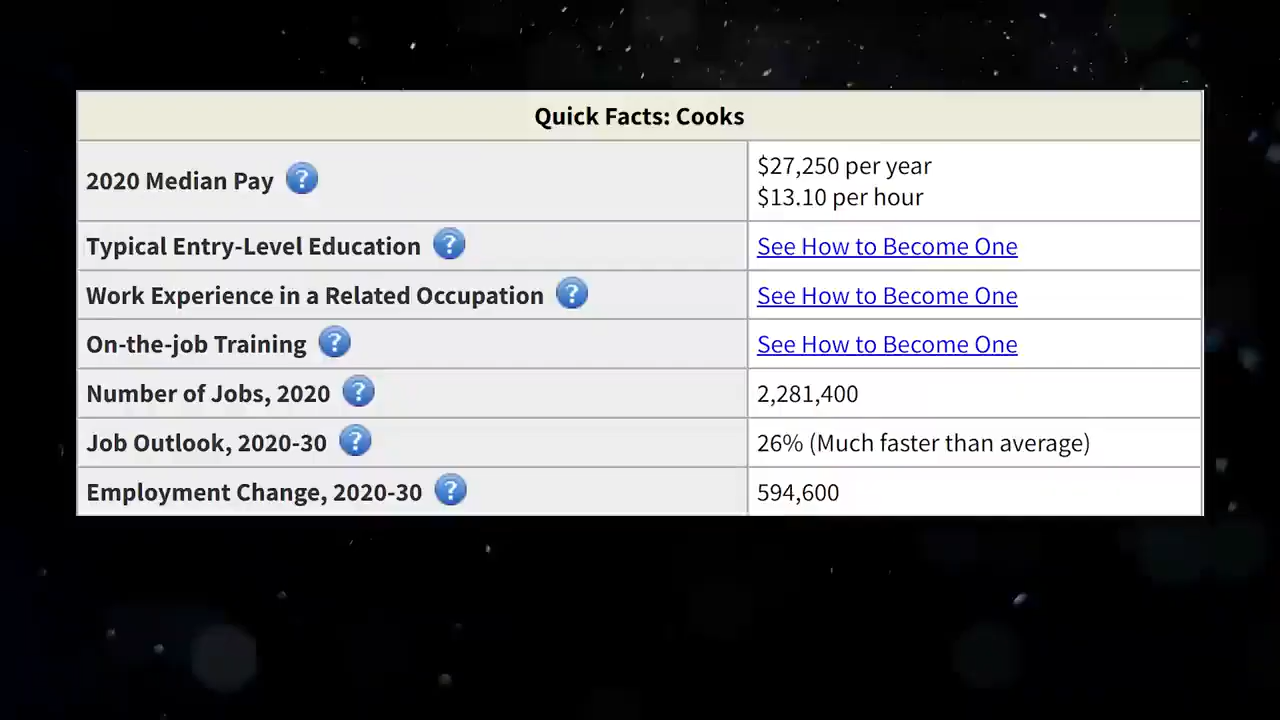 Quick Facts: Cooks
2020 Median Pay ?
$27,250 per year
$13.10 per hour
Typical Entry-Level Education ? See How to Become One
Work Experience in a Related Occupation ? See How to Become One
On-the-job Training ? See How to Become One
Number of Jobs, 2020 ? 2,281,400
Job Outlook, 2020-30 ? 26% (Much faster than average)
Employment Change, 2020-30 ? 594,600